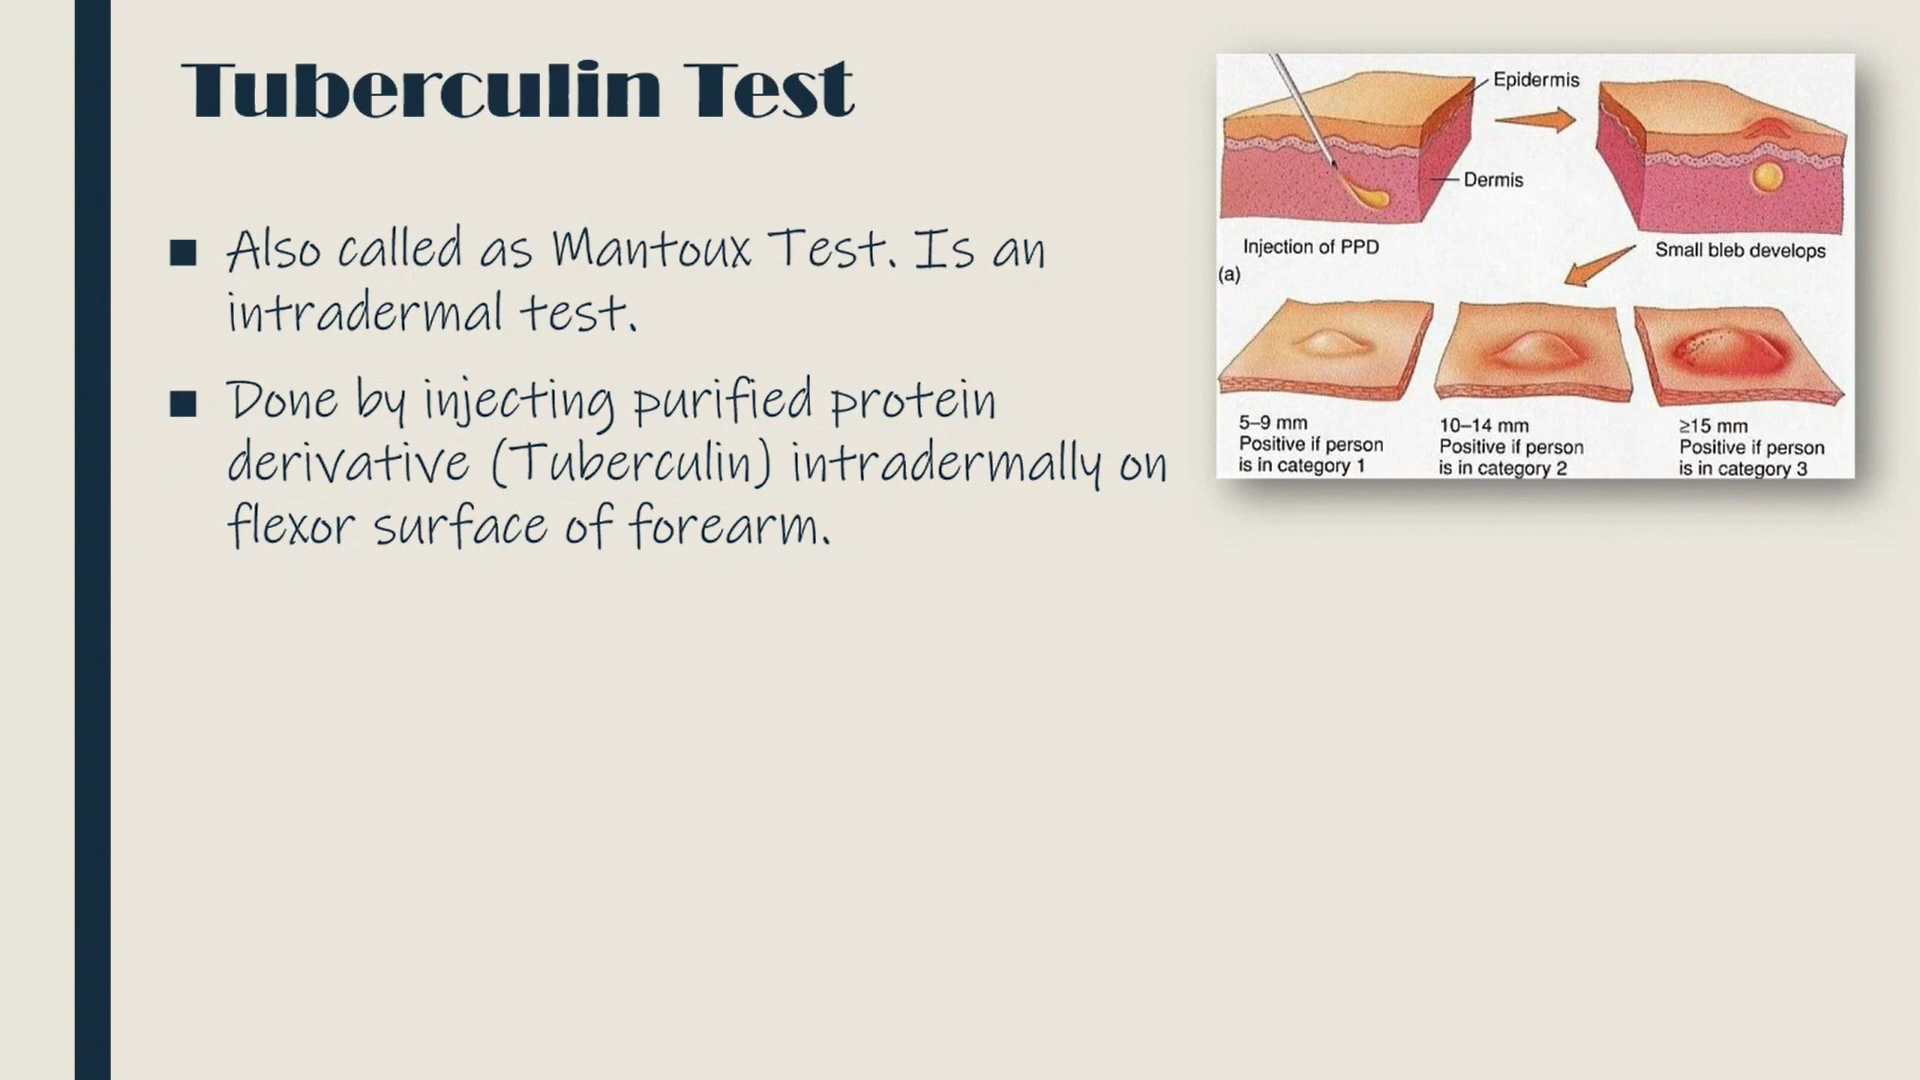 Tuberculin Test
■ Also called as Mantoux Test. Is an
intradermal test.
■ Done by injecting purified protein
derivative (Tuberculin) intradermally on
flexor surface of forearm.
Epidermis
Dermis
Injection of PPD
Small bleb develops
(a)
5–9 mm
Positive if person
is in category 1
10–14 mm
Positive if person
is in category 2
≥15 mm
Positive if person
is in category 3